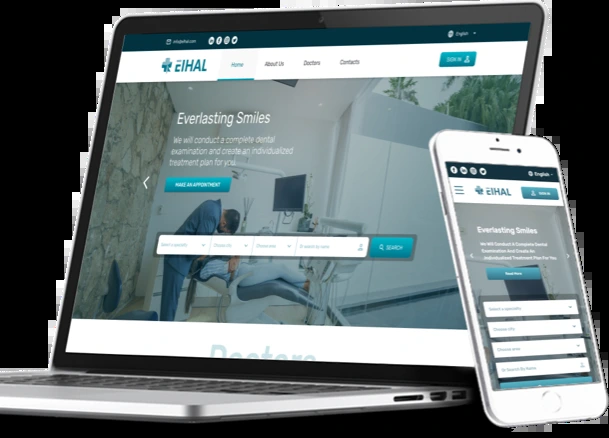 info@eihal.com
English
EIHAL
Home
About Us
Doctors
Contacts
SIGN IN
Everlasting Smiles
We will conduct a complete dental
examination and create an individualized
treatment plan for you.
MAKE AN APPOINTMENT
Select a specialty
Choose city
Choose area
Or search by name
SEARCH
Doctors
English
EIHAL
SIGN IN
Everlasting Smiles
We Will Conduct A Complete Dental
Examination And Create An
Individualized Treatment Plan For You
Read More
Select a specialty
Choose city
Choose area
Or Search By Name